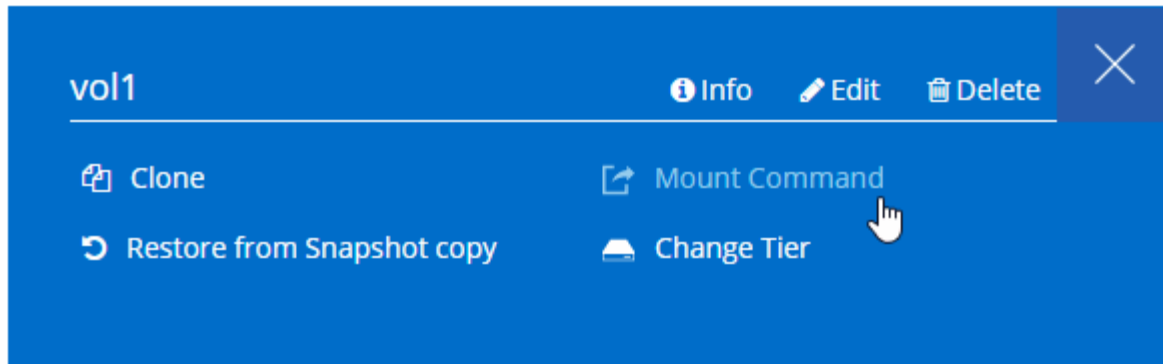 vol1 Info Edit Delete
Clone Mount Command
Restore from Snapshot copy Change Tier